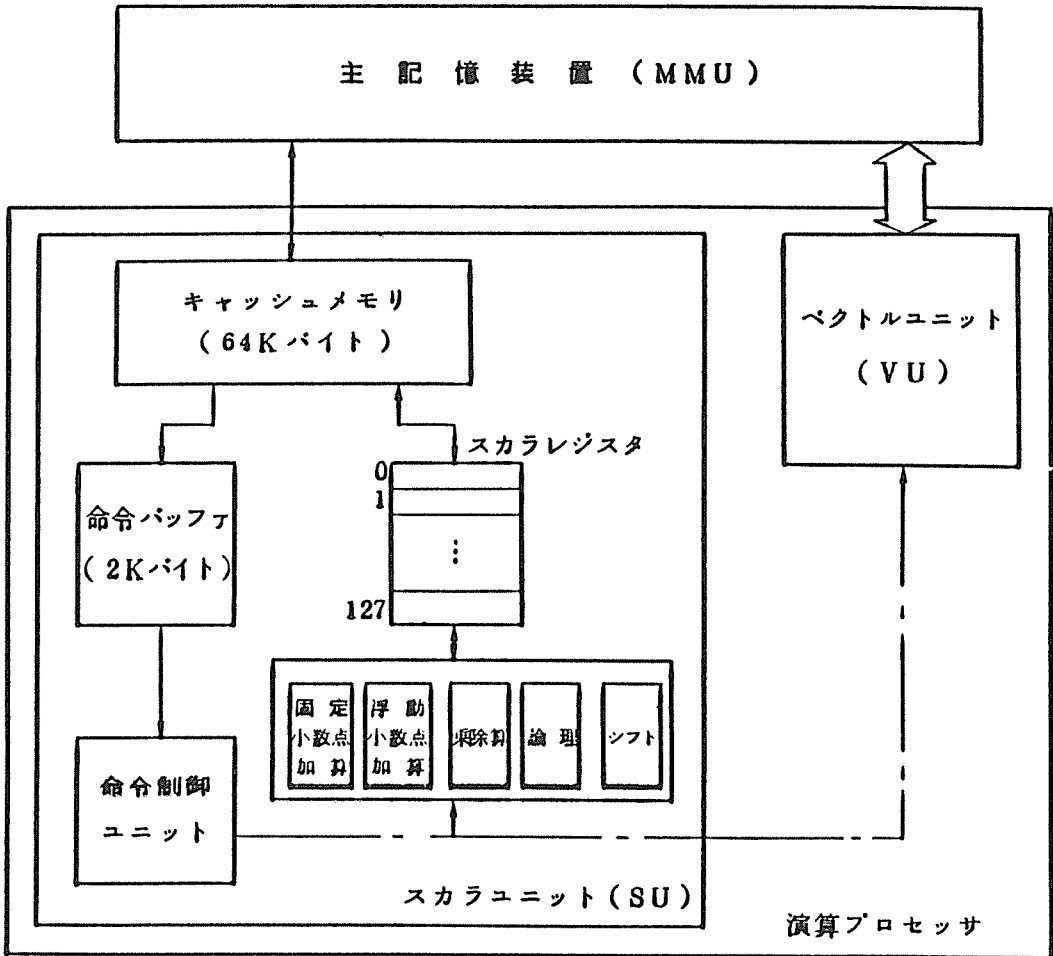 主記憶装置(MMU)
キャッシュメモリ
(64Kバイト)
ベクトルユニット
(VU)
スカラレジスタ
0
1
⋮
127
命令バッファ
(2Kバイト)
固定
小数点
加算
浮動
小数点
加算
乗除算
論理
シフト
命令制御
ユニット
スカラユニット(SU)
演算プロセッサ